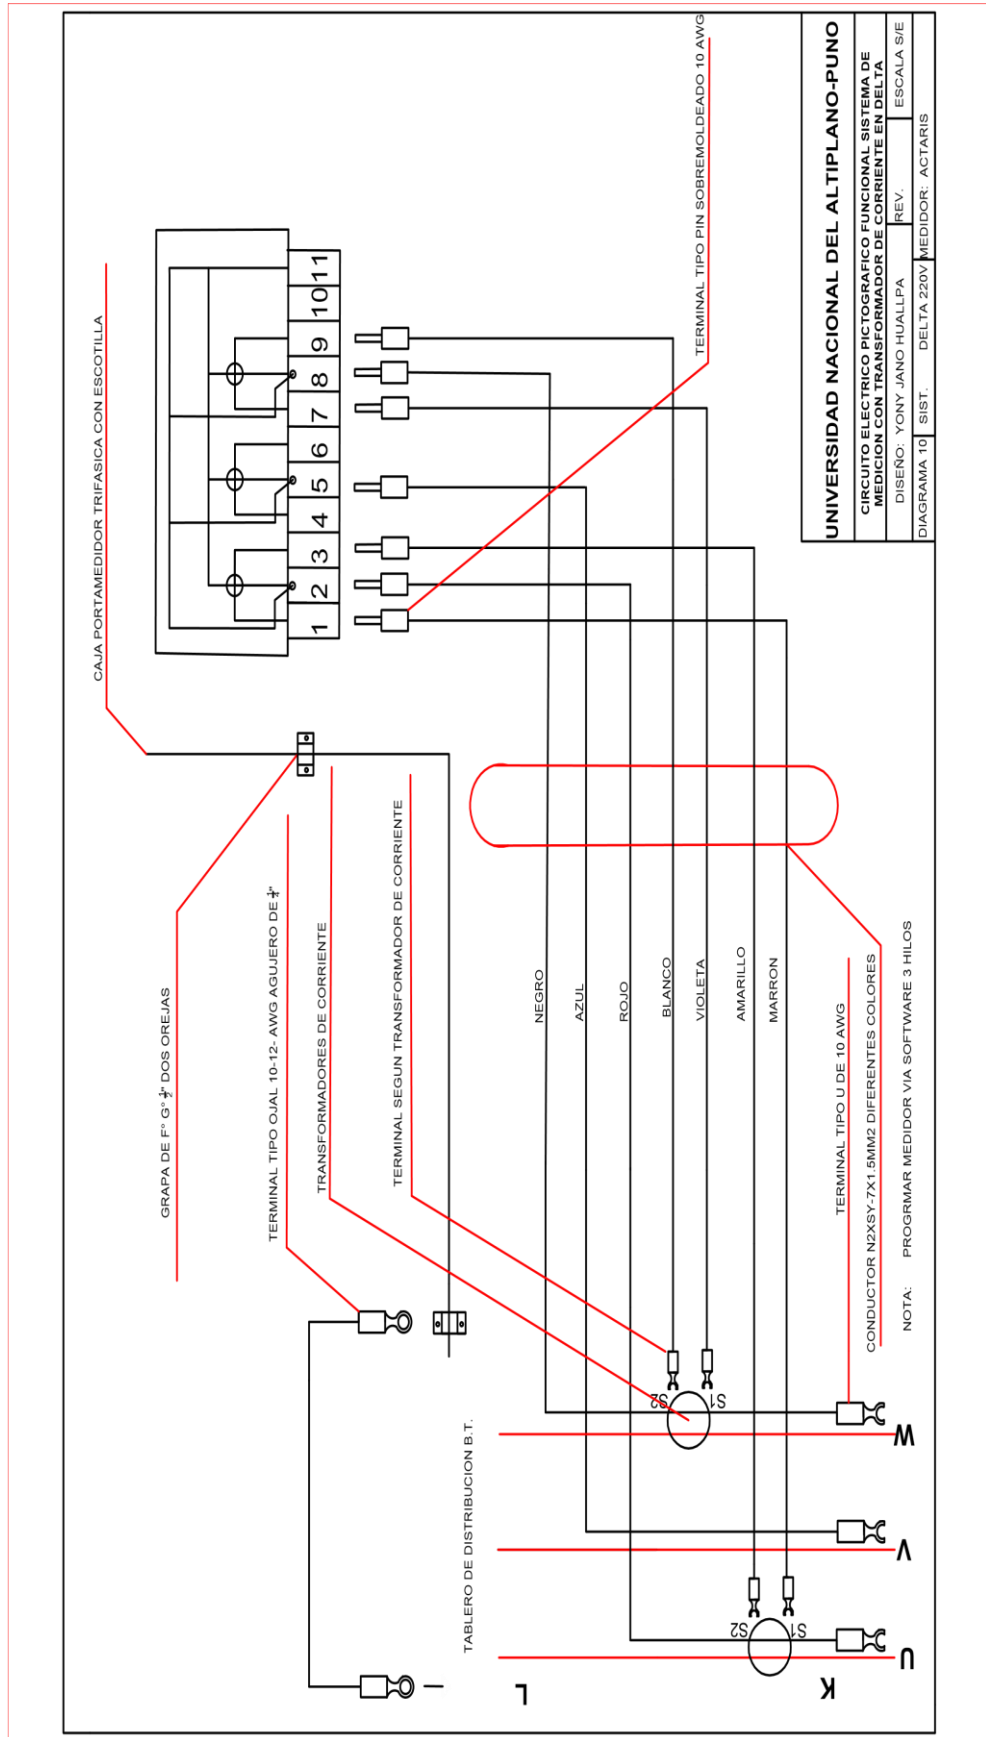 CAJA PORTAMEDIDOR TRIFASICA CON ESCOTILLA
1 2 3 4 5 6 7 8 9 10 11
TERMINAL TIPO PIN SOBREMOLDEADO 10 AWG
GRAPA DE F° G° ½" DOS OREJAS
TERMINAL TIPO OJAL 10-12- AWG AGUJERO DE ¼"
TRANSFORMADORES DE CORRIENTE
TERMINAL SEGUN TRANSFORMADOR DE CORRIENTE
NEGRO
AZUL
ROJO
BLANCO
VIOLETA
AMARILLO
MARRON
TERMINAL TIPO U DE 10 AWG
CONDUCTOR N2XSY-7X1.5MM2 DIFERENTES COLORES
NOTA: PROGRMAR MEDIDOR VIA SOFTWARE 3 HILOS
TABLERO DE DISTRIBUCION B.T.
S2
S1
S2
S1
U
V
W
L
K
UNIVERSIDAD NACIONAL DEL ALTIPLANO-PUNO
CIRCUITO ELECTRICO PICTOGRAFICO FUNCIONAL SISTEMA DE
MEDICION CON TRANSFORMADOR DE CORRIENTE EN DELTA
DISEÑO: YONY JANO HUALLPA REV. ESCALA S/E
DIAGRAMA 10 SIST. DELTA 220V MEDIDOR: ACTARIS